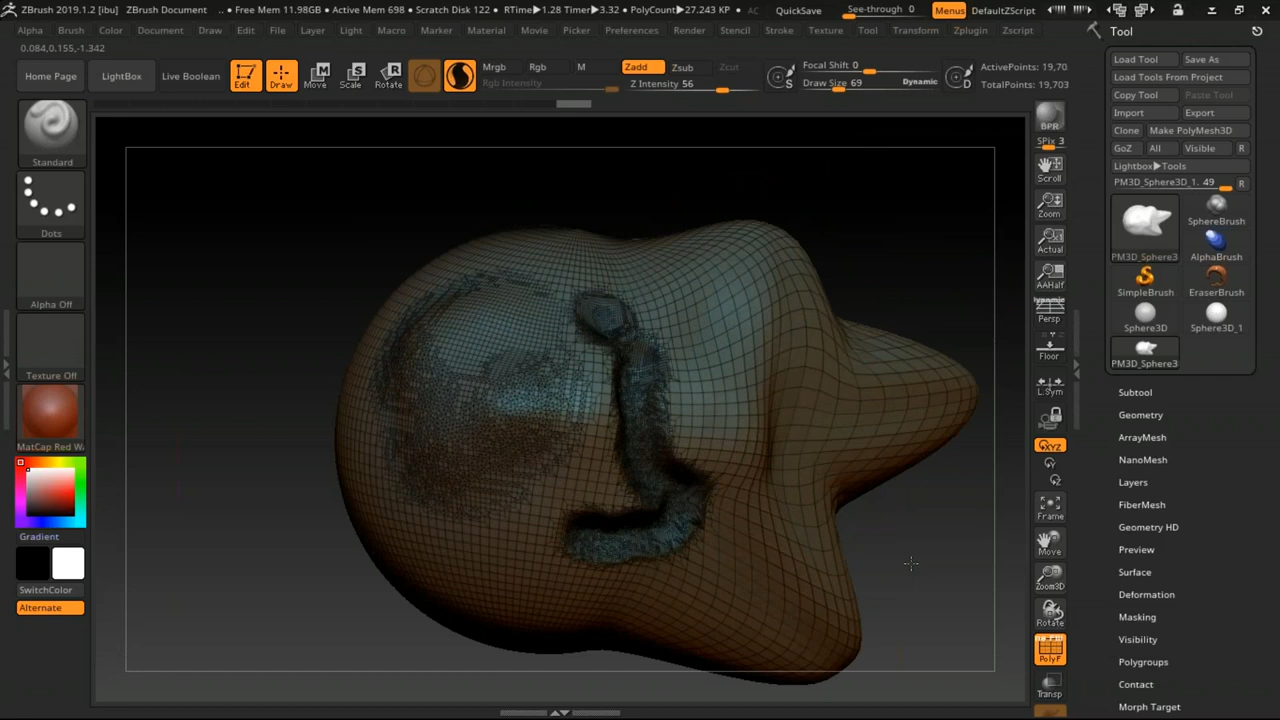 ZBrush 2019.1.2 [ibu] ZBrush Document .. • Free Mem 11.98GB • Active Mem 698 • Scratch Disk 122 • RTime▶1.28 Timer▶3.32 • PolyCount▶27.243 KP • AC QuickSave See-through 0 Menus DefaultZScript
Alpha Brush Color Document Draw Edit File Layer Light Macro Marker Material Movie Picker Preferences Render Stencil Stroke Texture Tool Transform Zplugin Zscript
0.084,0.155,-1.342
Home Page LightBox Live Boolean Edit Draw Move Scale Rotate
Mrgb Rgb M Zadd Zsub Zcut
Rgb Intensity Z Intensity 56
S Focal Shift 0
Draw Size 69 Dynamic D
ActivePoints: 19,70
TotalPoints: 19,703
Standard
Dots
Alpha Off
Texture Off
MatCap Red W
Gradient
SwitchColor
Alternate
BPR
SPix 3
Scroll
Zoom
Actual
AAHalf
Dynamic
Persp
Floor
L.Sym
XYZ
Y
Z
Frame
Move
Zoom3D
Rotate
PolyF
Transp
Tool
Load Tool Save As
Load Tools From Project
Copy Tool Paste Tool
Import Export
Clone Make PolyMesh3D
GoZ All Visible R
Lightbox▶Tools
PM3D_Sphere3D_1. 49 R
PM3D_Sphere3 SphereBrush
AlphaBrush
SimpleBrush EraserBrush
Sphere3D Sphere3D_1
PM3D_Sphere3
Subtool
Geometry
ArrayMesh
NanoMesh
Layers
FiberMesh
Geometry HD
Preview
Surface
Deformation
Masking
Visibility
Polygroups
Contact
Morph Target